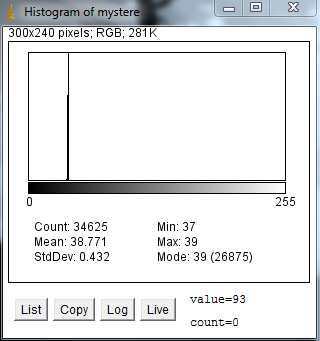 Histogram of mystere
300x240 pixels; RGB; 281K
0 255
Count: 34625 Min: 37
Mean: 38.771 Max: 39
StdDev: 0.432 Mode: 39 (26875)
List Copy Log Live value=93
count=0